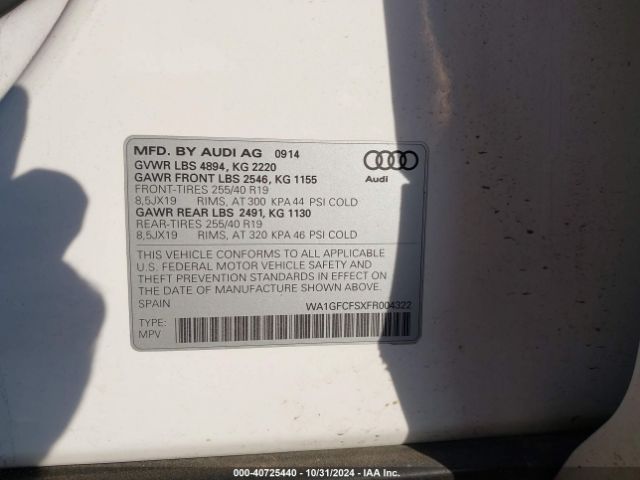 MFD. BY AUDI AG 0914
GVWR LBS 4894, KG 2220
GAWR FRONT LBS 2546, KG 1155
FRONT-TIRES 255/40 R19
8,5JX19 RIMS, AT 300 KPA 44 PSI COLD
GAWR REAR LBS 2491, KG 1130
REAR-TIRES 255/40 R19
8,5JX19 RIMS, AT 320 KPA 46 PSI COLD
Audi
THIS VEHICLE CONFORMS TO ALL APPLICABLE
U.S. FEDERAL MOTOR VEHICLE SAFETY AND
THEFT PREVENTION STANDARDS IN EFFECT ON THE
DATE OF MANUFACTURE SHOWN ABOVE.
SPAIN WA1GFCFSXFR004322
TYPE:
MPV
000-40725440 - 10/31/2024 - IAA Inc.